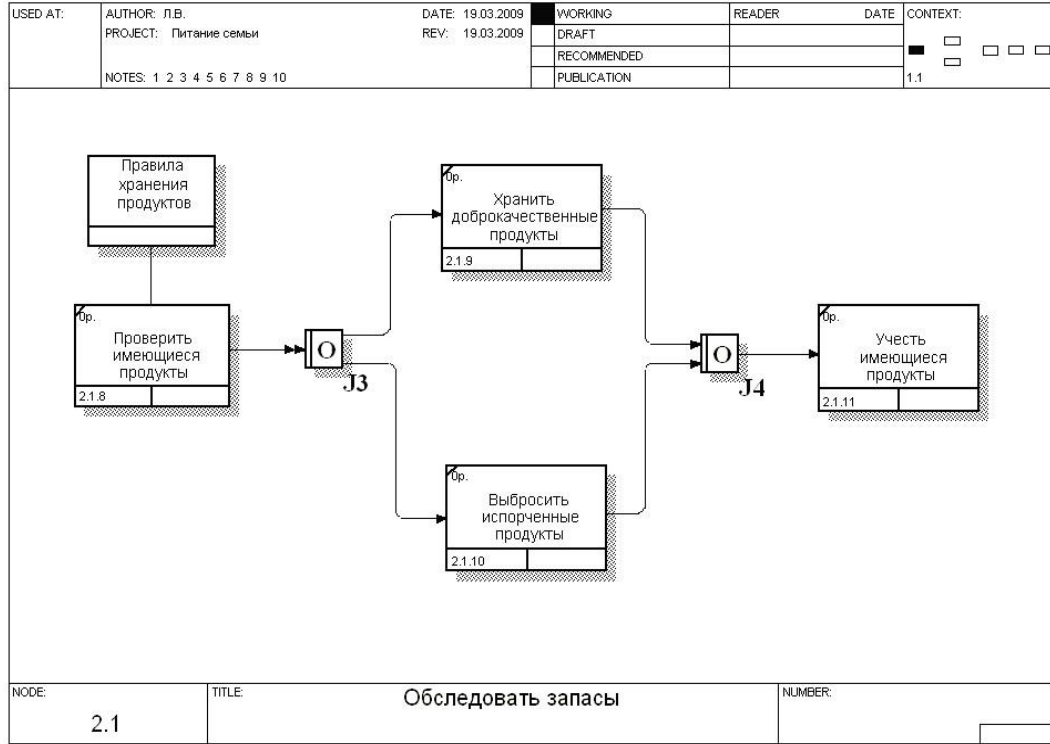 USED AT:
AUTHOR: Л.В.
DATE: 19.03.2009
WORKING
READER
DATE
CONTEXT:
PROJECT: Питание семьи
REV: 19.03.2009
DRAFT
RECOMMENDED
NOTES: 1 2 3 4 5 6 7 8 9 10
PUBLICATION
1.1
Правила
хранения
продуктов
0р.
Проверить
имеющиеся
продукты
2.1.8
O
J3
0р.
Хранить
доброкачественные
продукты
2.1.9
0р.
Выбросить
испорченные
продукты
2.1.10
O
J4
0р.
Учесть
имеющиеся
продукты
2.1.11
NODE:
2.1
TITLE:
Обследовать запасы
NUMBER: